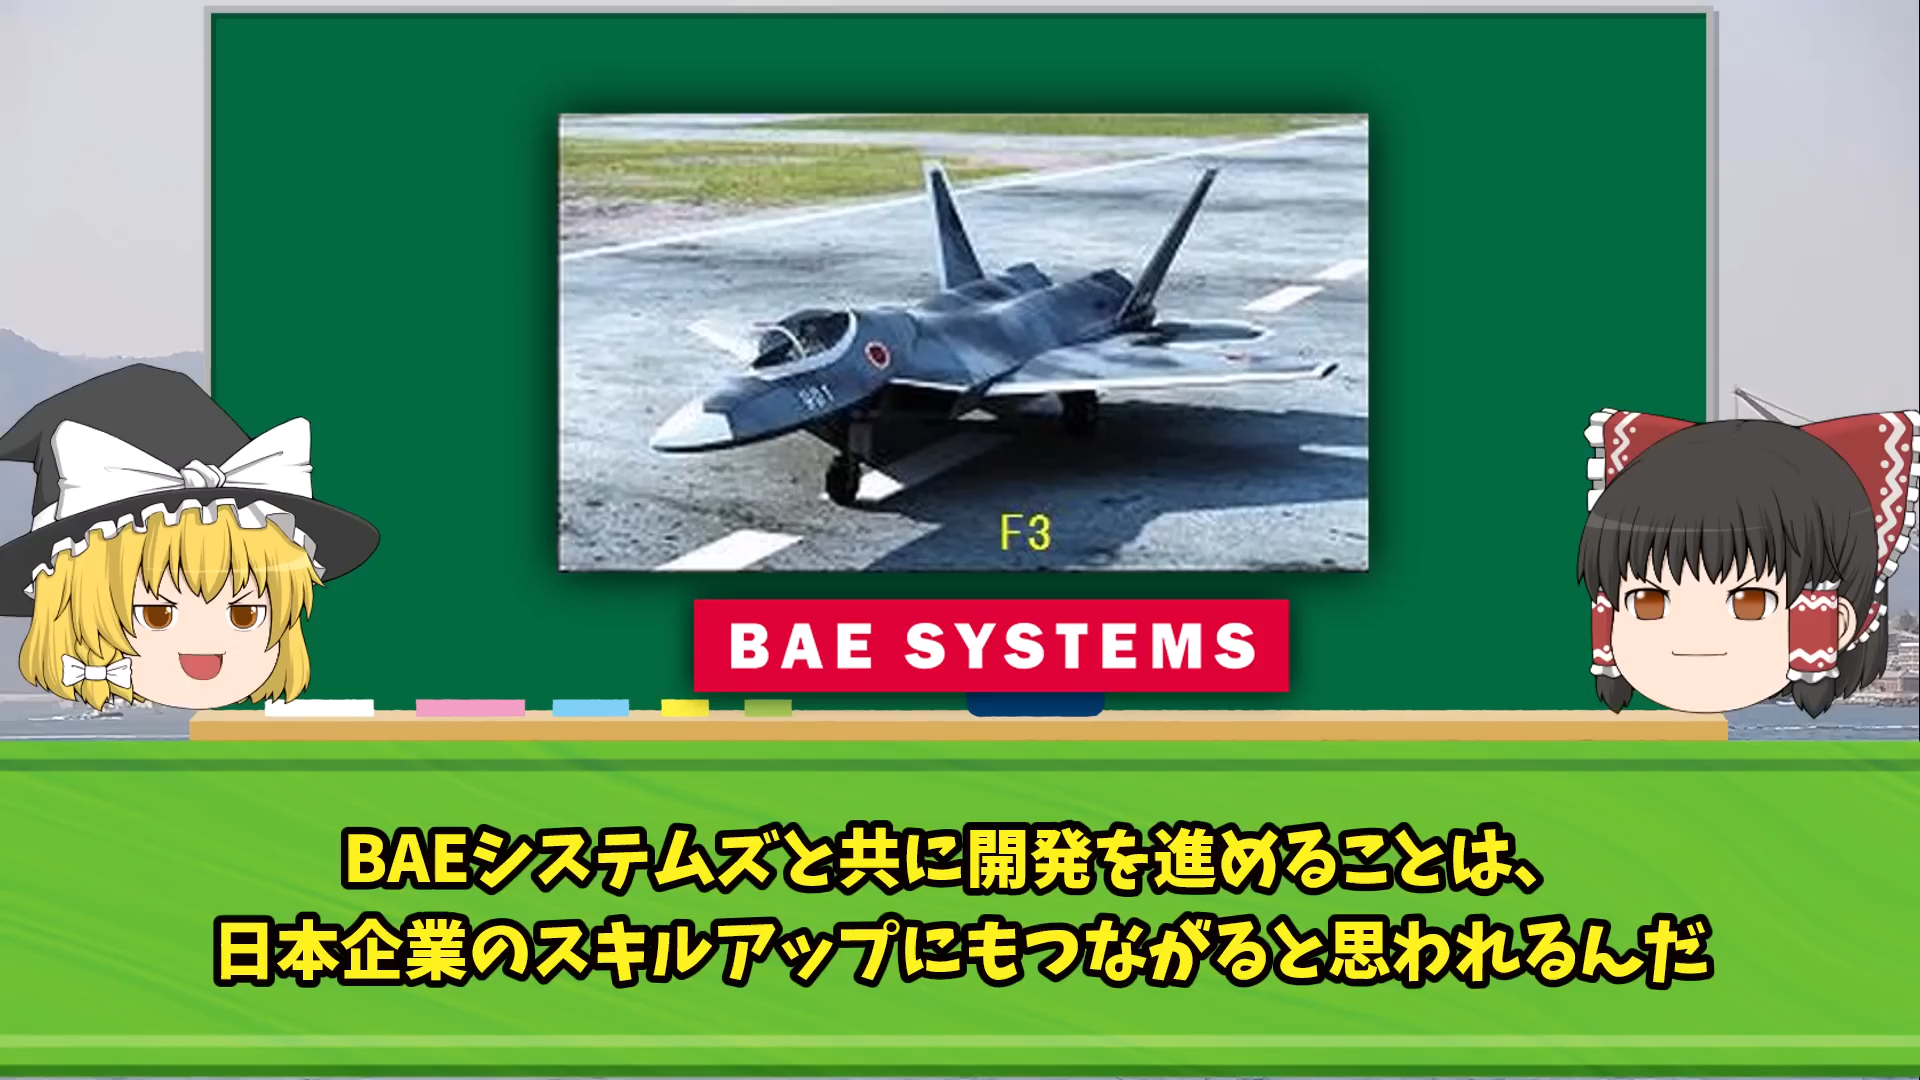 901
F3
BAE SYSTEMS
BAEシステムズと共に開発を進めることは、
日本企業のスキルアップにもつながると思われるんだ